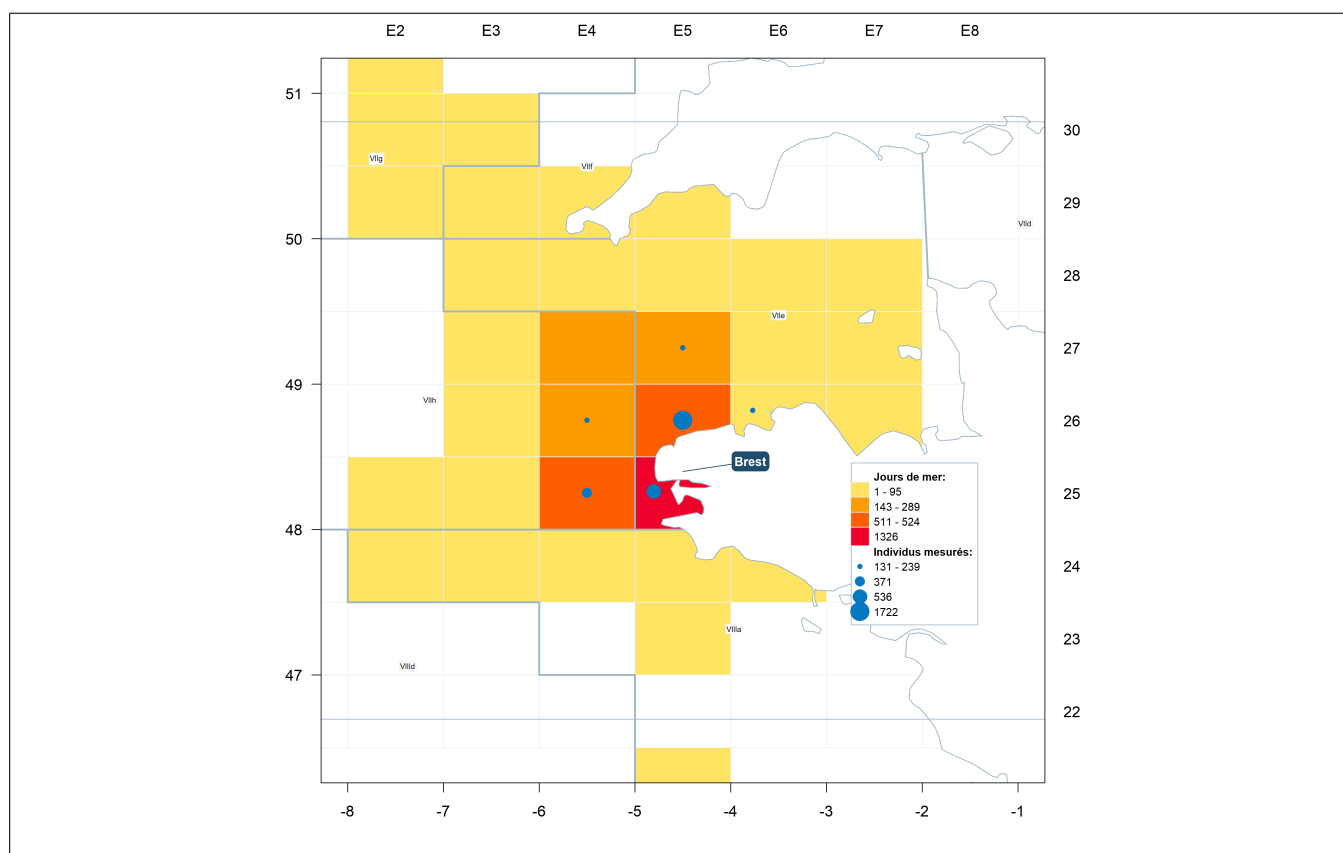 E2 E3 E4 E5 E6 E7 E8
51
30
VIIg
VIIf
29
VIId
50
28
VIIe
27
49
VIIh
26
Brest
Jours de mer:
1 - 95
143 - 289
511 - 524
1326
Individus mesurés:
131 - 239
371
536
1722
25
48
24
VIIIa
23
VIIId
47
22
-8 -7 -6 -5 -4 -3 -2 -1